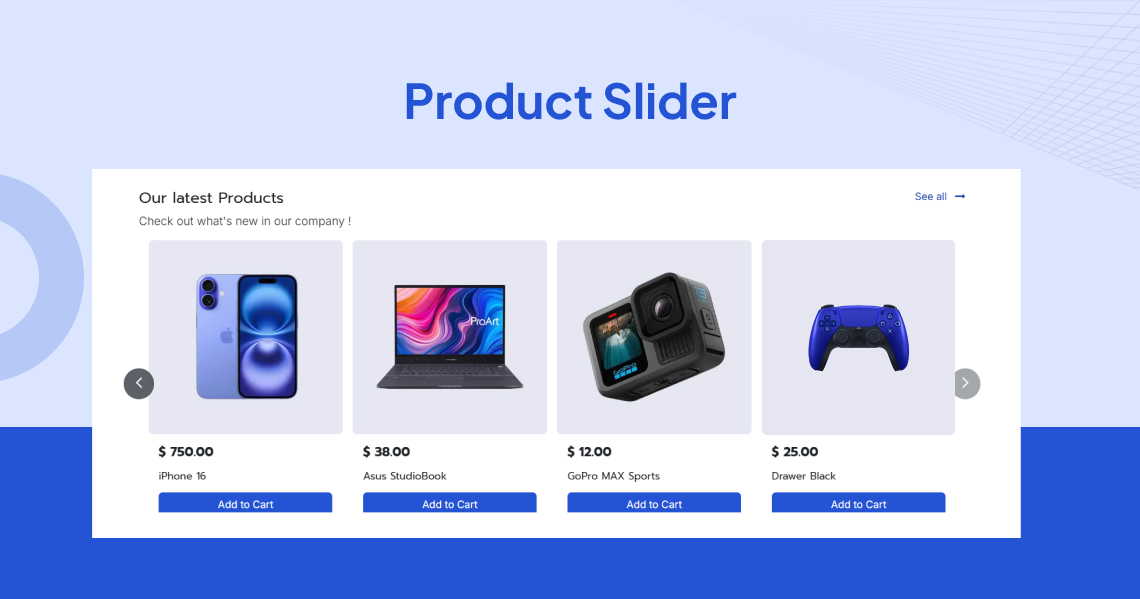 Product Slider
Our latest Products
See all
Check out what's new in our company !
ProArt
GoPro
$ 750.00
$ 38.00
$ 12.00
$ 25.00
iPhone 16
Asus StudioBook
GoPro MAX Sports
Drawer Black
Add to Cart
Add to Cart
Add to Cart
Add to Cart